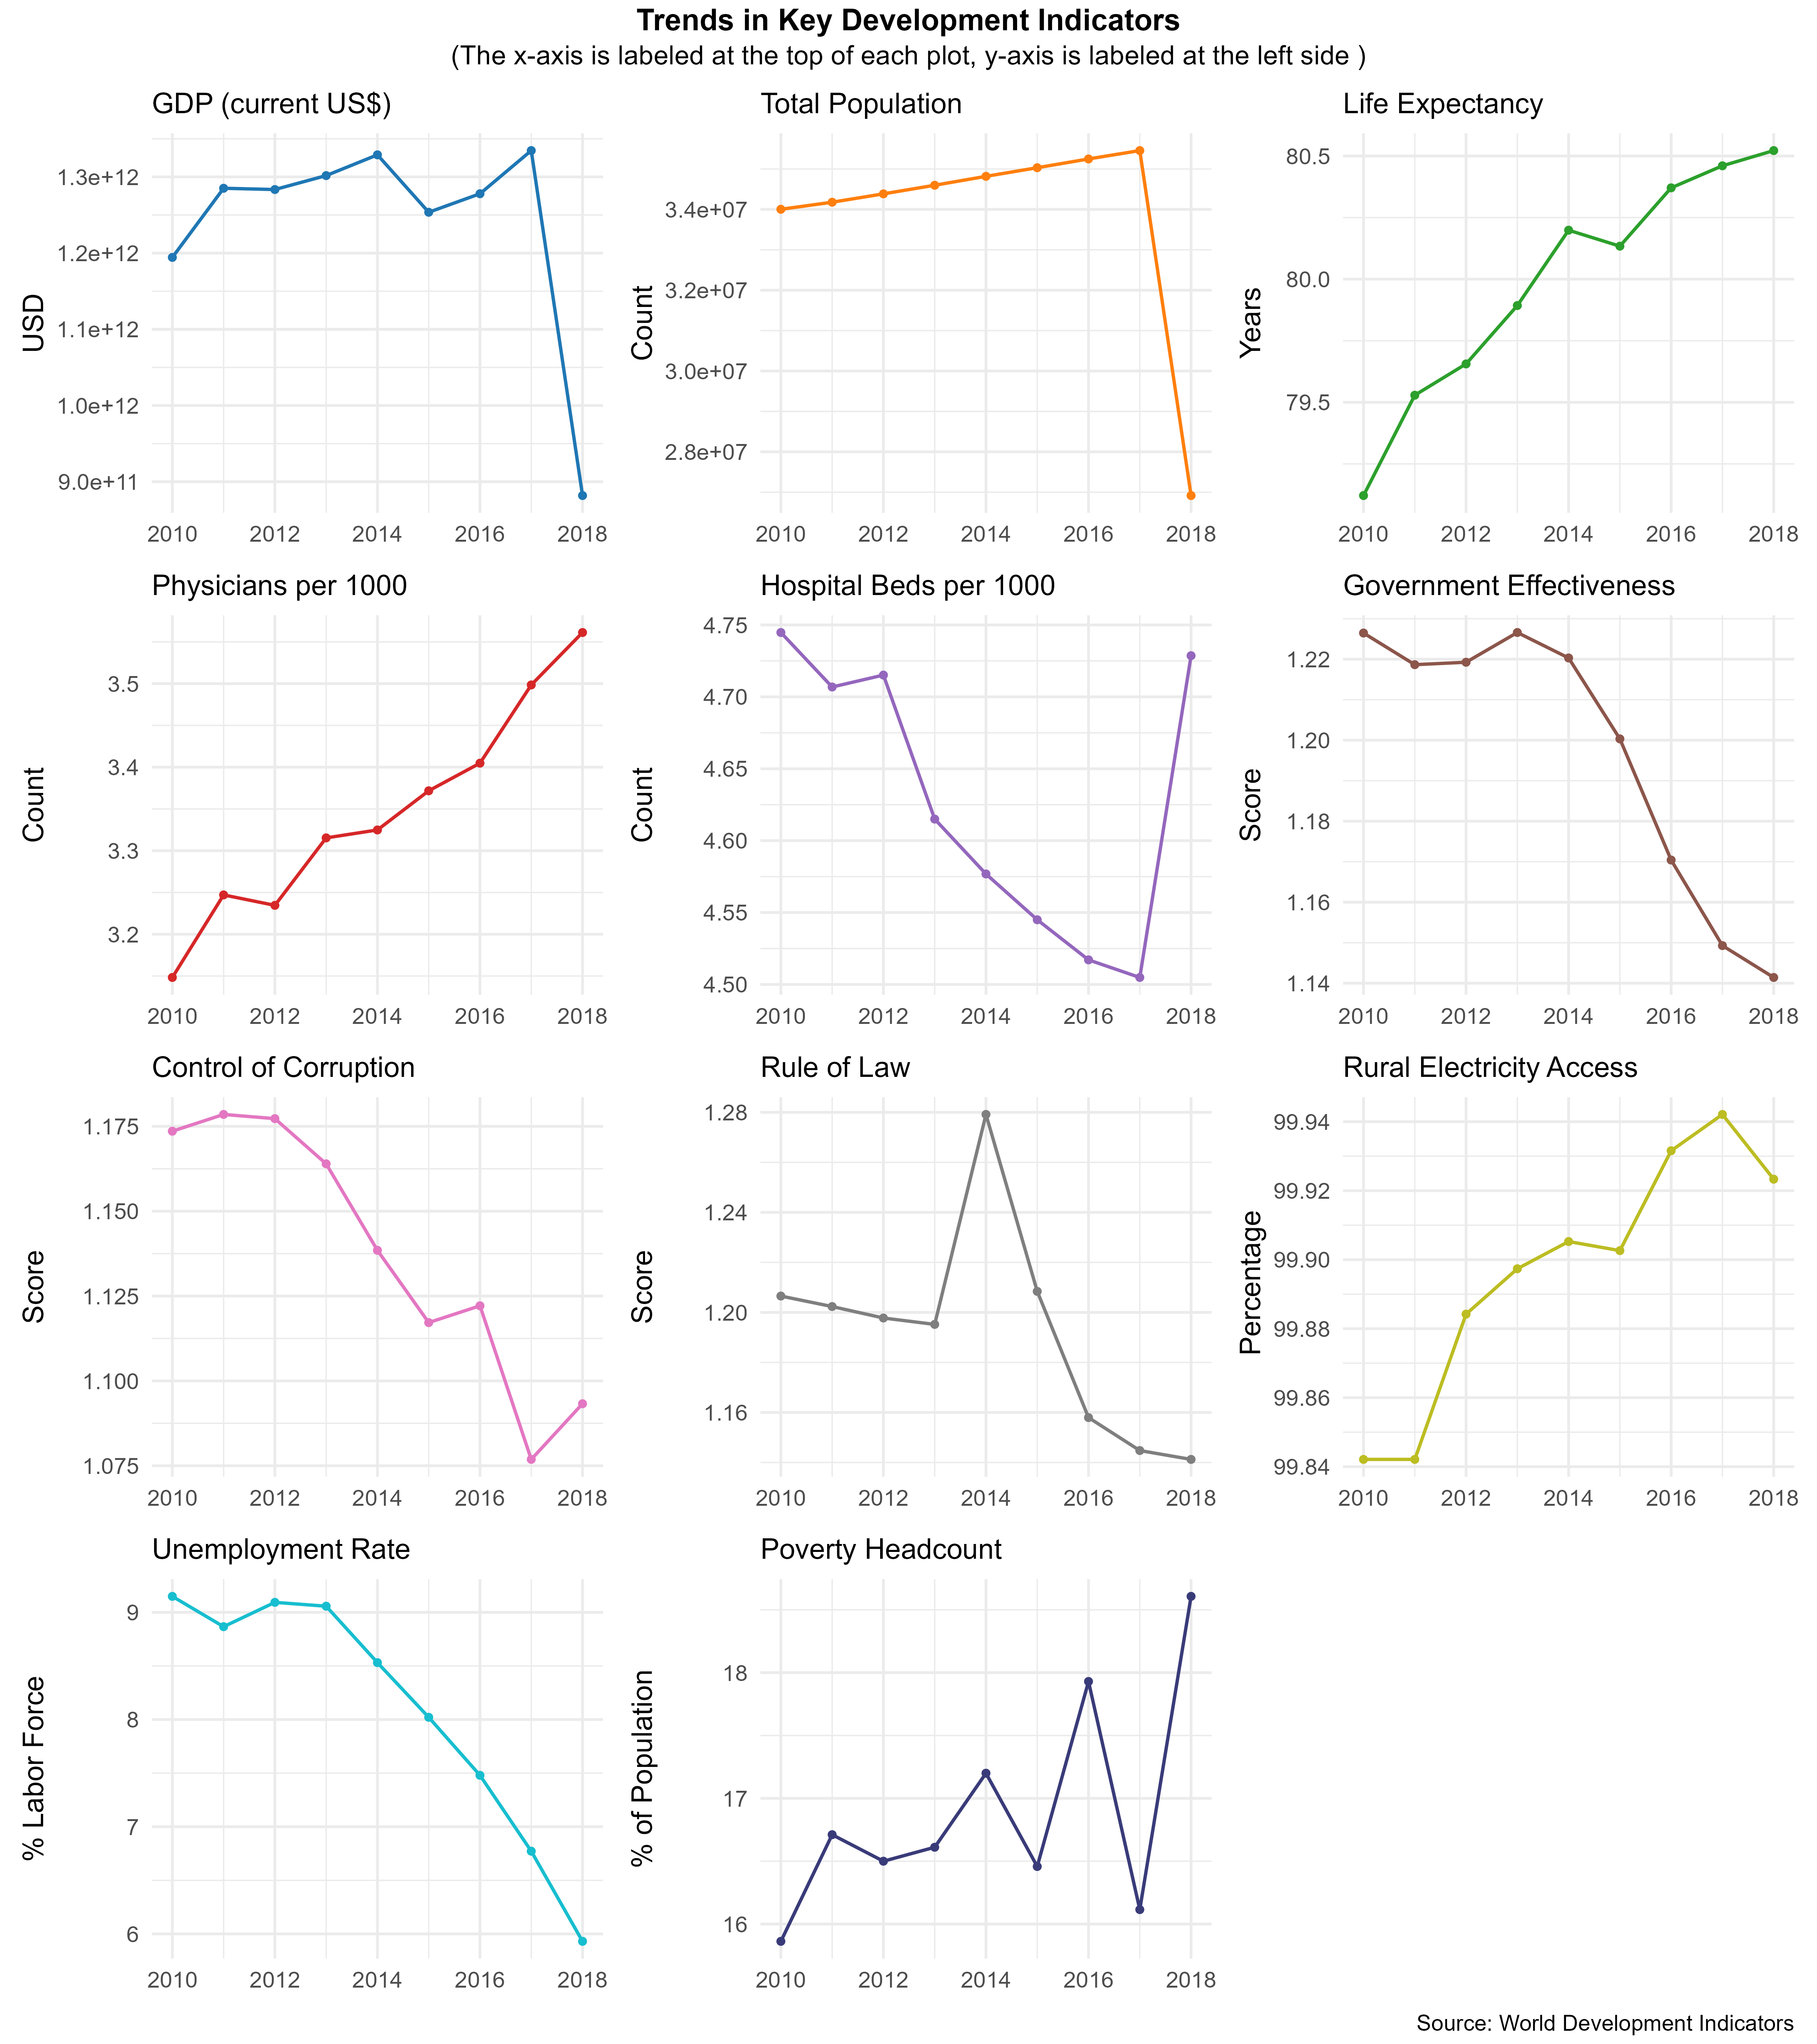 Trends in Key Development Indicators
(The x-axis is labeled at the top of each plot, y-axis is labeled at the left side )
GDP (current US$)
USD
1.3e+12
1.2e+12
1.1e+12
1.0e+12
9.0e+11
2010 2012 2014 2016 2018
Total Population
Count
3.4e+07
3.2e+07
3.0e+07
2.8e+07
2010 2012 2014 2016 2018
Life Expectancy
Years
80.5
80.0
79.5
2010 2012 2014 2016 2018
Physicians per 1000
Count
3.5
3.4
3.3
3.2
2010 2012 2014 2016 2018
Hospital Beds per 1000
Count
4.75
4.70
4.65
4.60
4.55
4.50
2010 2012 2014 2016 2018
Government Effectiveness
Score
1.22
1.20
1.18
1.16
1.14
2010 2012 2014 2016 2018
Control of Corruption
Score
1.175
1.150
1.125
1.100
1.075
2010 2012 2014 2016 2018
Rule of Law
Score
1.28
1.24
1.20
1.16
2010 2012 2014 2016 2018
Rural Electricity Access
Percentage
99.94
99.92
99.90
99.88
99.86
99.84
2010 2012 2014 2016 2018
Unemployment Rate
% Labor Force
9
8
7
6
2010 2012 2014 2016 2018
Poverty Headcount
% of Population
18
17
16
2010 2012 2014 2016 2018
Source: World Development Indicators